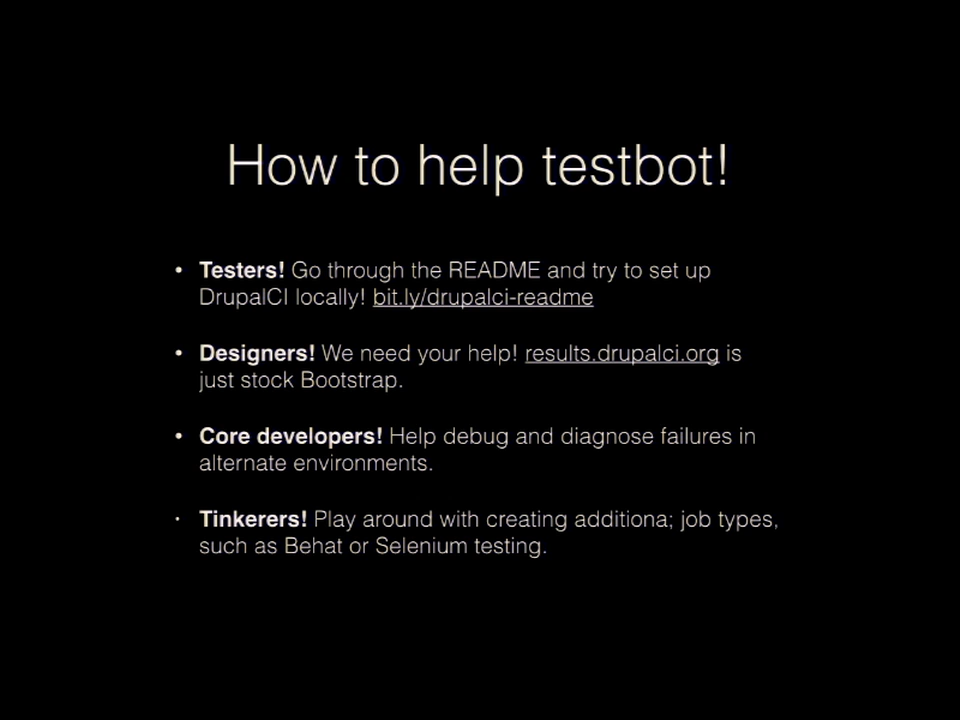 How to help testbot!
• Testers! Go through the README and try to set up
DrupalCI locally! bit.ly/drupalci-readme
• Designers! We need your help! results.drupalci.org is
just stock Bootstrap.
• Core developers! Help debug and diagnose failures in
alternate environments.
• Tinkerers! Play around with creating additiona; job types,
such as Behat or Selenium testing.